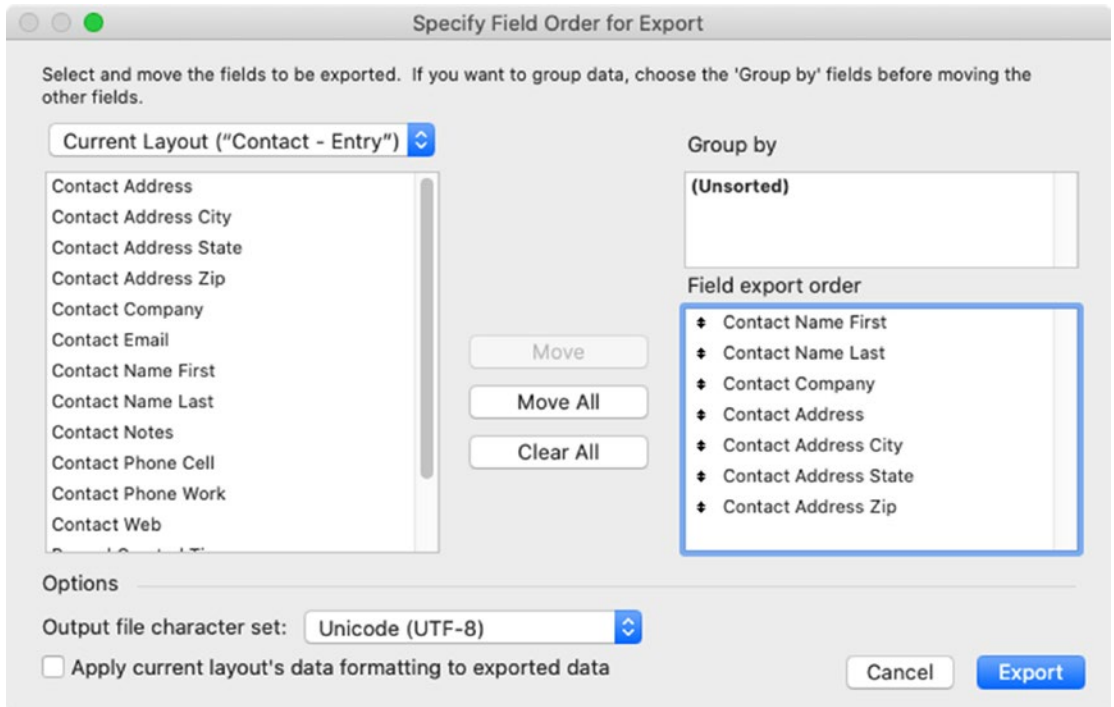 Specify Field Order for Export
Select and move the fields to be exported. If you want to group data, choose the 'Group by' fields before moving the
other fields.
Current Layout (“Contact - Entry”)
Contact Address
Contact Address City
Contact Address State
Contact Address Zip
Contact Company
Contact Email
Contact Name First
Contact Name Last
Contact Notes
Contact Phone Cell
Contact Phone Work
Contact Web
Move
Move All
Clear All
Group by
(Unsorted)
Field export order
Contact Name First
Contact Name Last
Contact Company
Contact Address
Contact Address City
Contact Address State
Contact Address Zip
Options
Output file character set: Unicode (UTF-8)
Apply current layout's data formatting to exported data
Cancel
Export